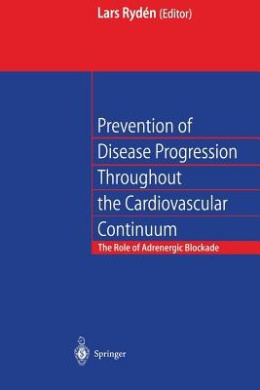 Lars Rydén (Editor)
Prevention of
Disease Progression
Throughout
the Cardiovascular
Continuum
The Role of Adrenergic Blockade
Springer